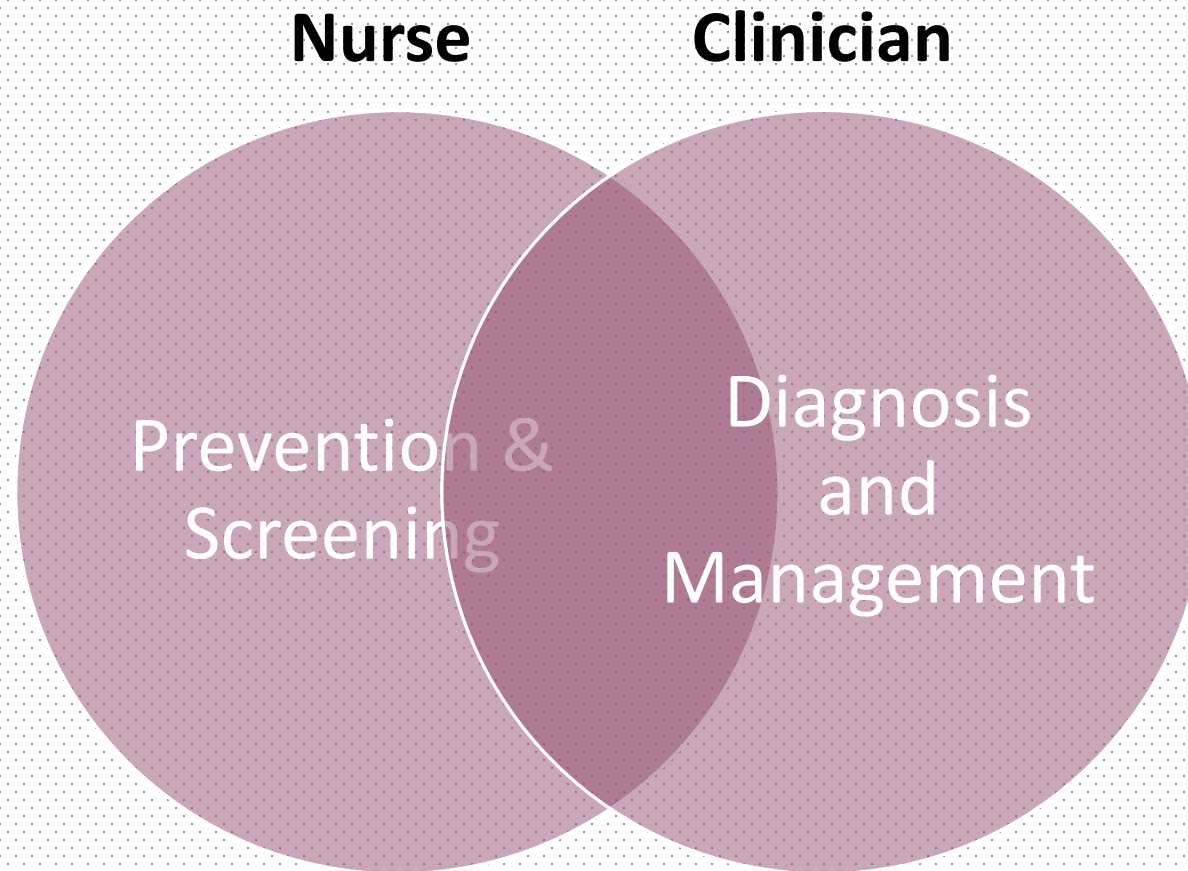 Nurse
Clinician
Prevention &
Screening
Diagnosis
and
Management